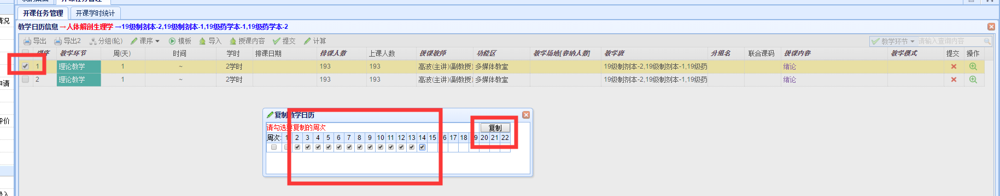 情况
申请
评价
开课任务管理 开课学时统计
教学日历信息→人体解剖生理学→19级制剂本-2,19级制剂本-1,19级药学本-1,19级药学本-2
导出 导出2 分组(轮) 课序 模板 导入 授课内容 提交 计算 教学环节 请输入查询内容
课序 教学环节 周(天) 时间 学时 排课日期 排课人数 上课人数 授课教师 功能区 教学场地[容纳人数] 教学班 分组名 联合课码 授课内容 教学模式 提交 操作
1 理论教学 1 ~ 2学时 193 193 高波(主讲)(副教授) 多媒体教室 19级制剂本-2,19级制剂本-1,19级药 绪论
2 理论教学 1 ~ 2学时 193 193 高波(主讲)(副教授) 多媒体教室 19级制剂本-2,19级制剂本-1,19级药 绪论
复制教学日历
请勾选要复制的周次 复制
周次: 1 2 3 4 5 6 7 8 9 10 11 12 13 14 15 16 17 18 19 20 21 22